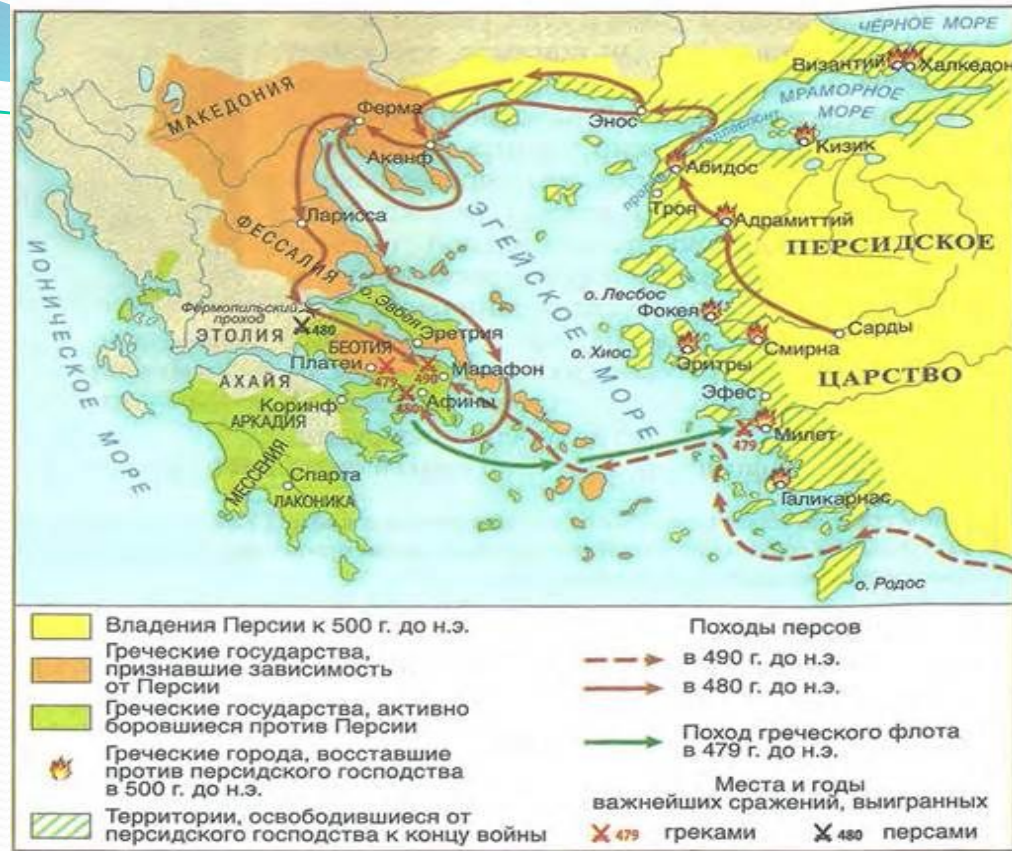 ЧЁРНОЕ МОРЕ
Византий
Халкедон
МРАМОРНОЕ
МОРЕ
МАКЕДОНИЯ
Ферма
Энос
Геллеспонт
Кизик
Аканф
Абидос
пролив
Троя
Адрамиттий
Ларисса
ФЕССАЛИЯ
ЭГЕЙСКОЕ МОРЕ
ПЕРСИДСКОЕ
ИОНИЧЕСКОЕ МОРЕ
о. Лесбос
Фермопильский
проход
480
о. Эвбея
Фокея
Сарды
ЭТОЛИЯ
Эретрия
о. Хиос
Смирна
БЕОТИЯ
Эритры
Платеи
479
490
Марафон
ЦАРСТВО
АХАЙЯ
Коринф
480
Афины
Эфес
АРКАДИЯ
Милет
479
МЕССЕНИЯ
Спарта
ЛАКОНИКА
Галикарнас
о. Родос
Владения Персии к 500 г. до н.э.
Греческие государства,
признавшие зависимость
от Персии
Греческие государства, активно
боровшиеся против Персии
Греческие города, восставшие
против персидского господства
в 500 г. до н.э.
Территории, освободившиеся от
персидского господства к концу войны
Походы персов
в 490 г. до н.э.
в 480 г. до н.э.
Поход греческого флота
в 479 г. до н.э.
Места и годы
важнейших сражений, выигранных
479 греками
480 персами